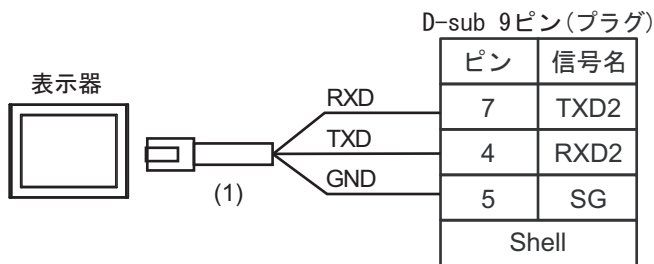 D-sub 9ピン(プラグ)
表示器
ピン 信号名
RXD 7 TXD2
TXD 4 RXD2
GND 5 SG
(1)
Shell